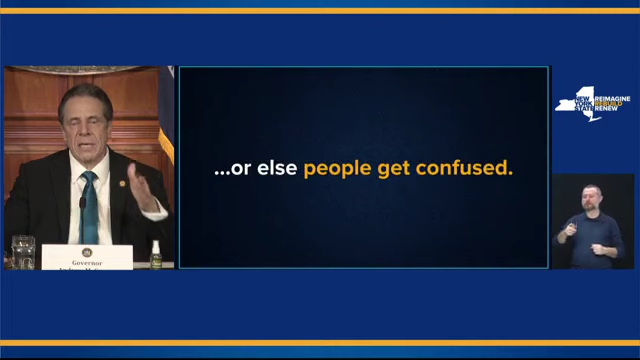 ...or else people get confused.
NEW
YORK
STATE
REIMAGINE
REBUILD
RENEW
Governor